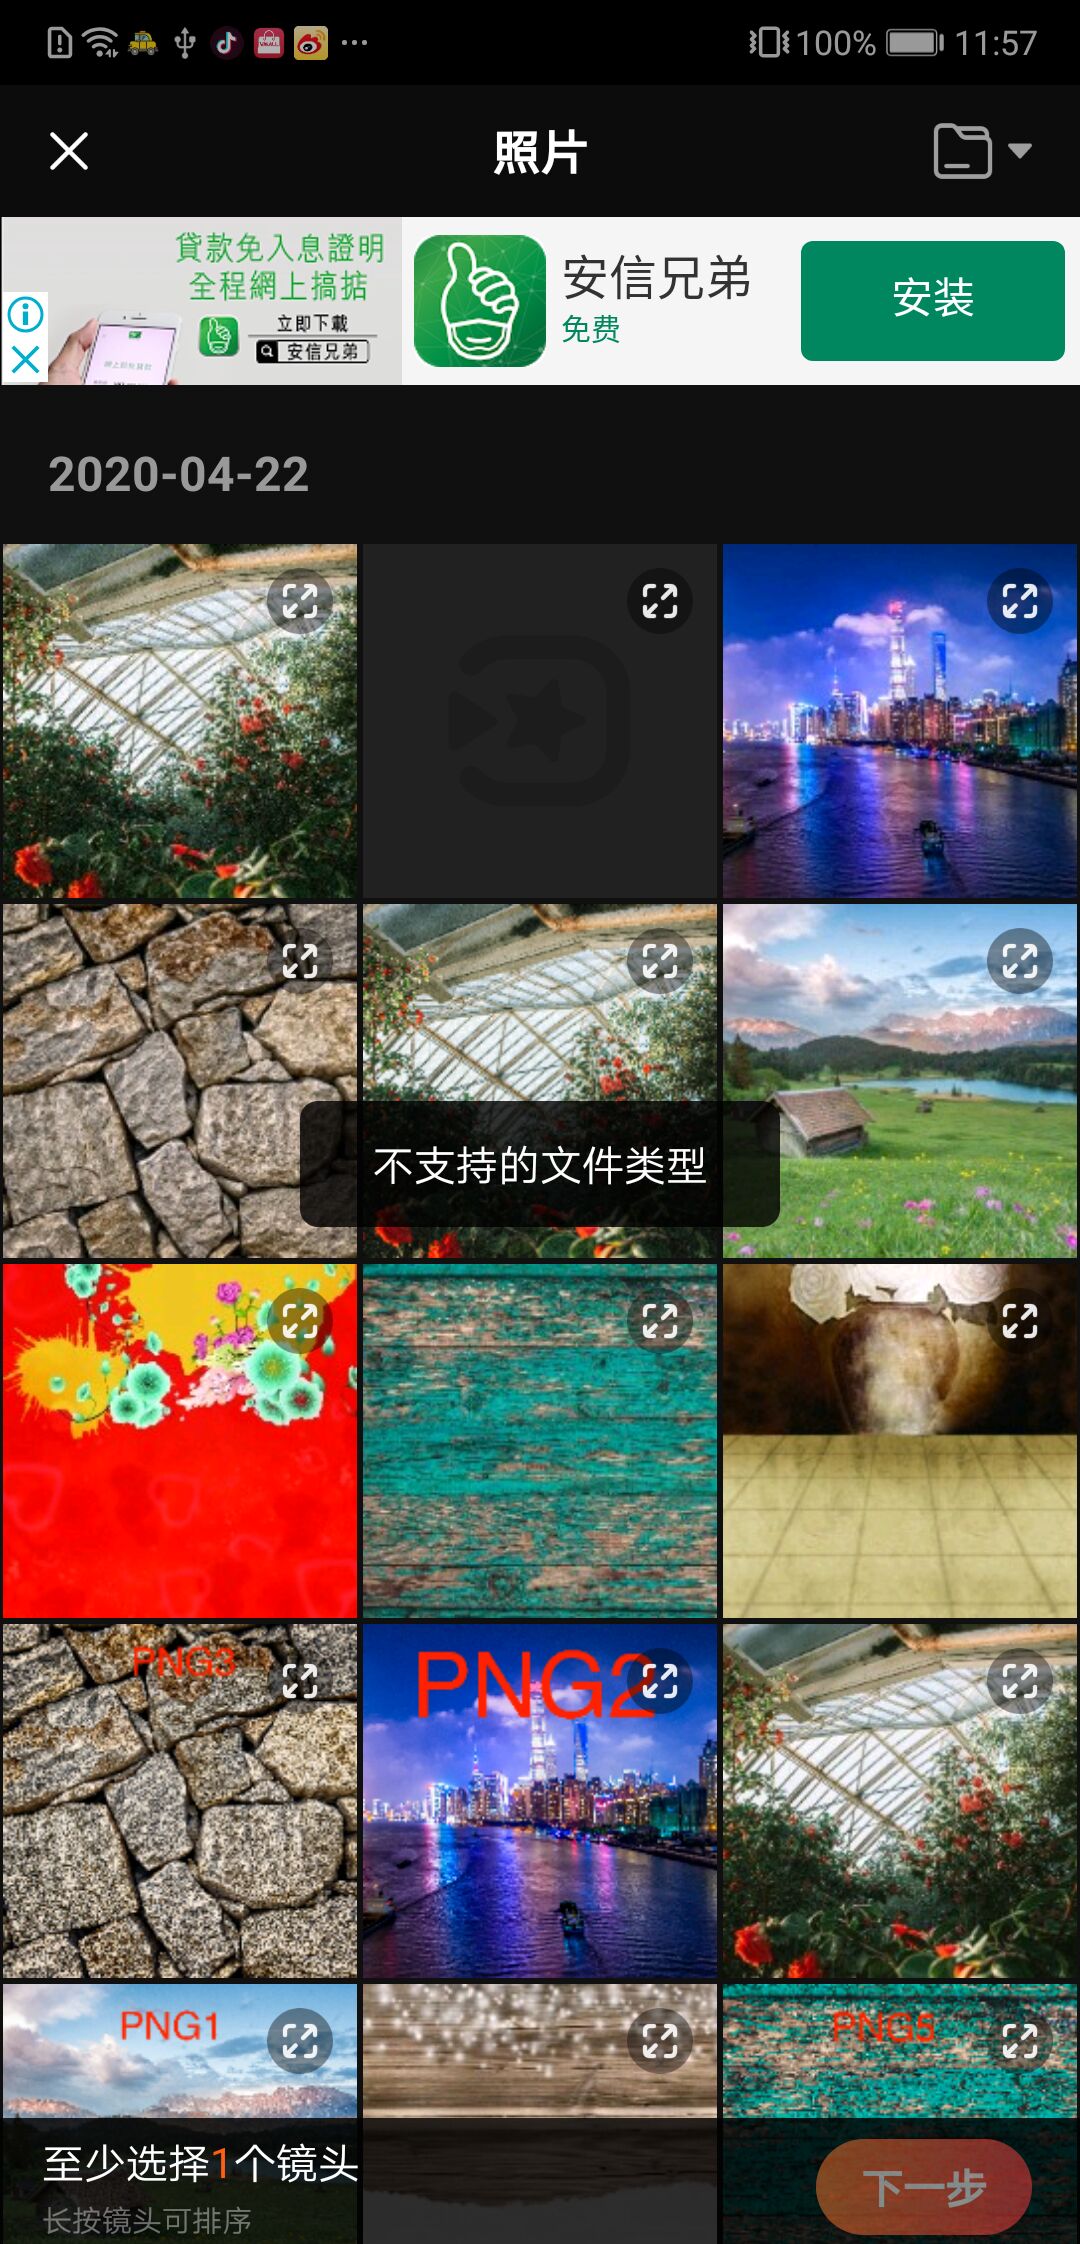 100% 11:57
照片
貸款免入息證明
全程網上搞掂
立即下載
安信兄弟
安信兄弟
免费
安装
2020-04-22
不支持的文件类型
PNG3
PNG2
PNG1
PNG5
至少选择1个镜头
长按镜头可排序
下一步